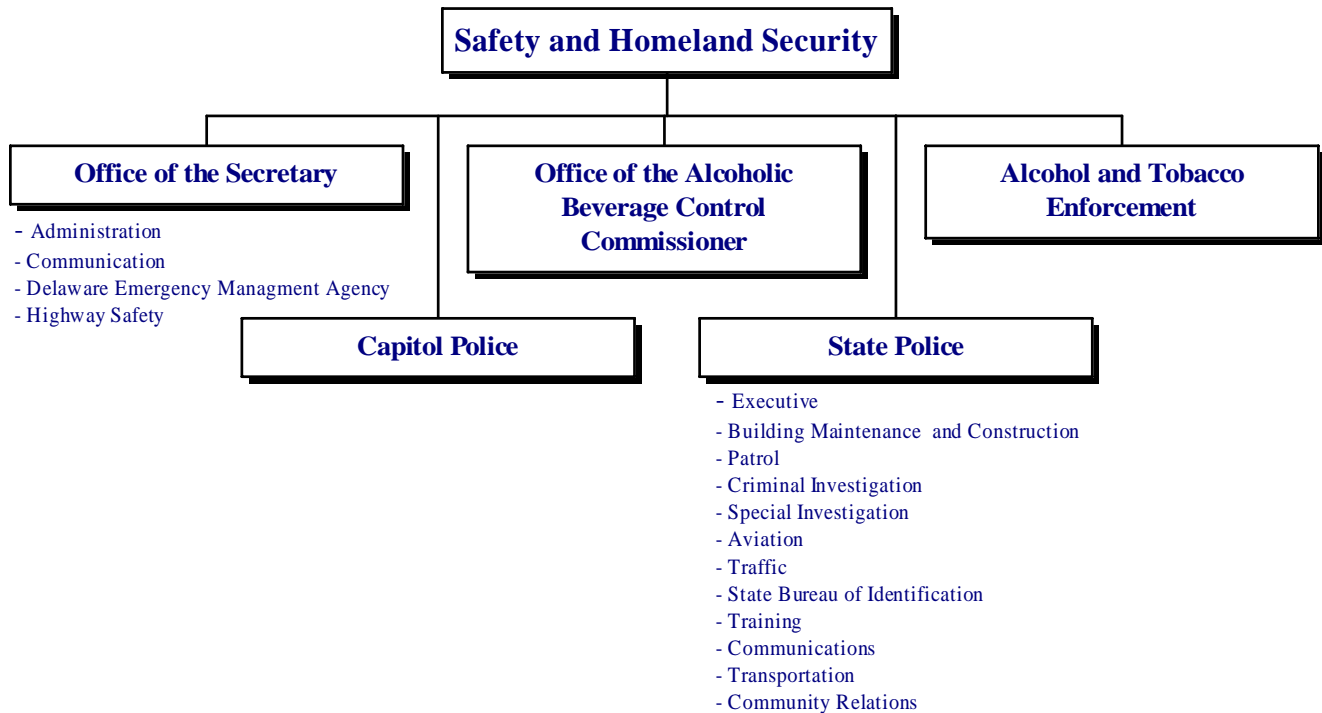 Safety and Homeland Security
Office of the Secretary
- Administration
- Communication
- Delaware Emergency Managment Agency
- Highway Safety
Capitol Police
Office of the Alcoholic
Beverage Control
Commissioner
State Police
- Executive
- Building Maintenance and Construction
- Patrol
- Criminal Investigation
- Special Investigation
- Aviation
- Traffic
- State Bureau of Identification
- Training
- Communications
- Transportation
- Community Relations
Alcohol and Tobacco
Enforcement